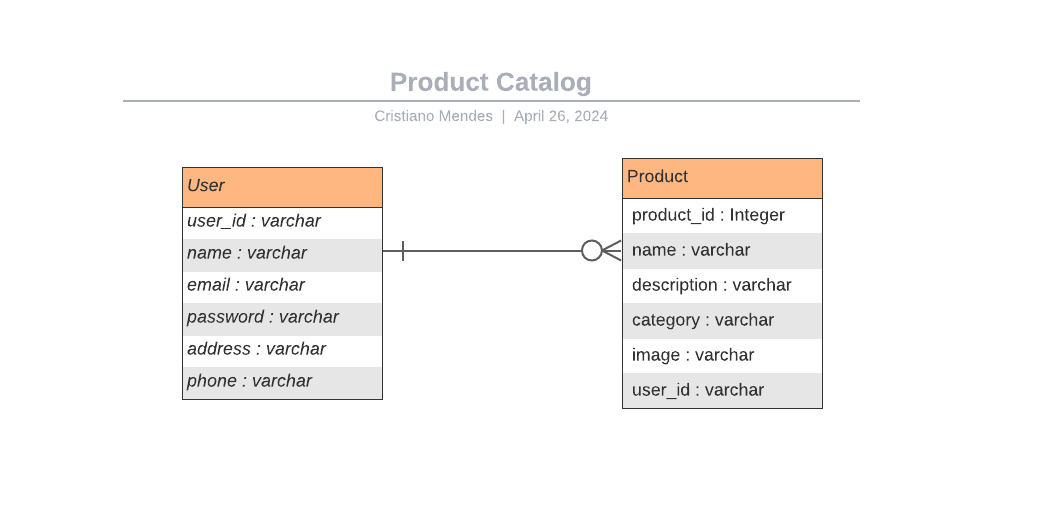 Product Catalog
Cristiano Mendes | April 26, 2024
User
user_id : varchar
name : varchar
email : varchar
password : varchar
address : varchar
phone : varchar
Product
product_id : Integer
name : varchar
description : varchar
category : varchar
image : varchar
user_id : varchar